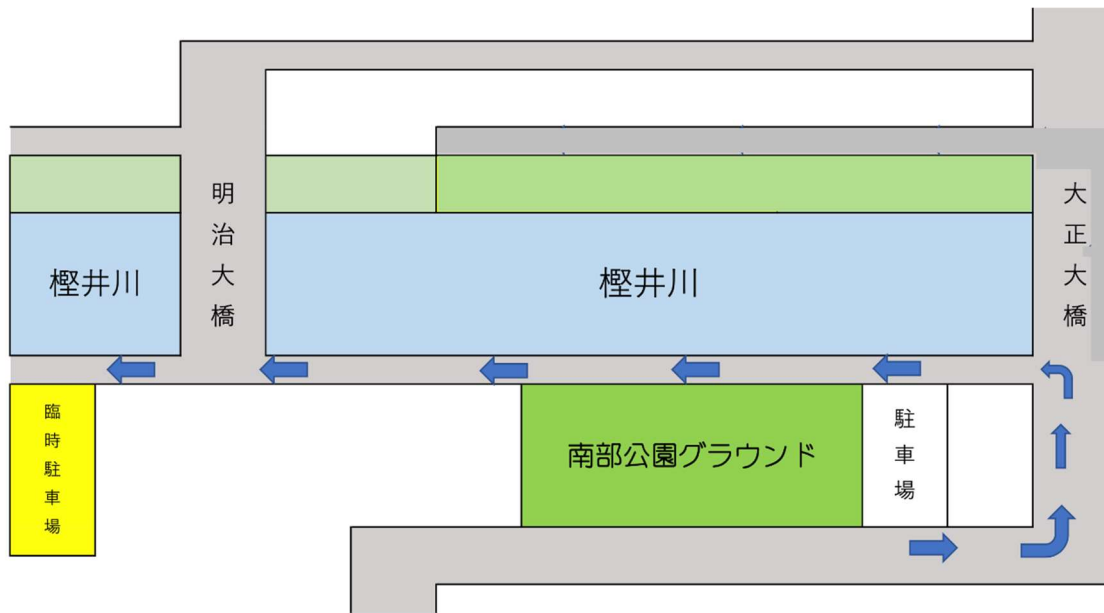 明治大橋
大正大橋
樫井川
樫井川
臨時駐車場
南部公園グラウンド
駐車場